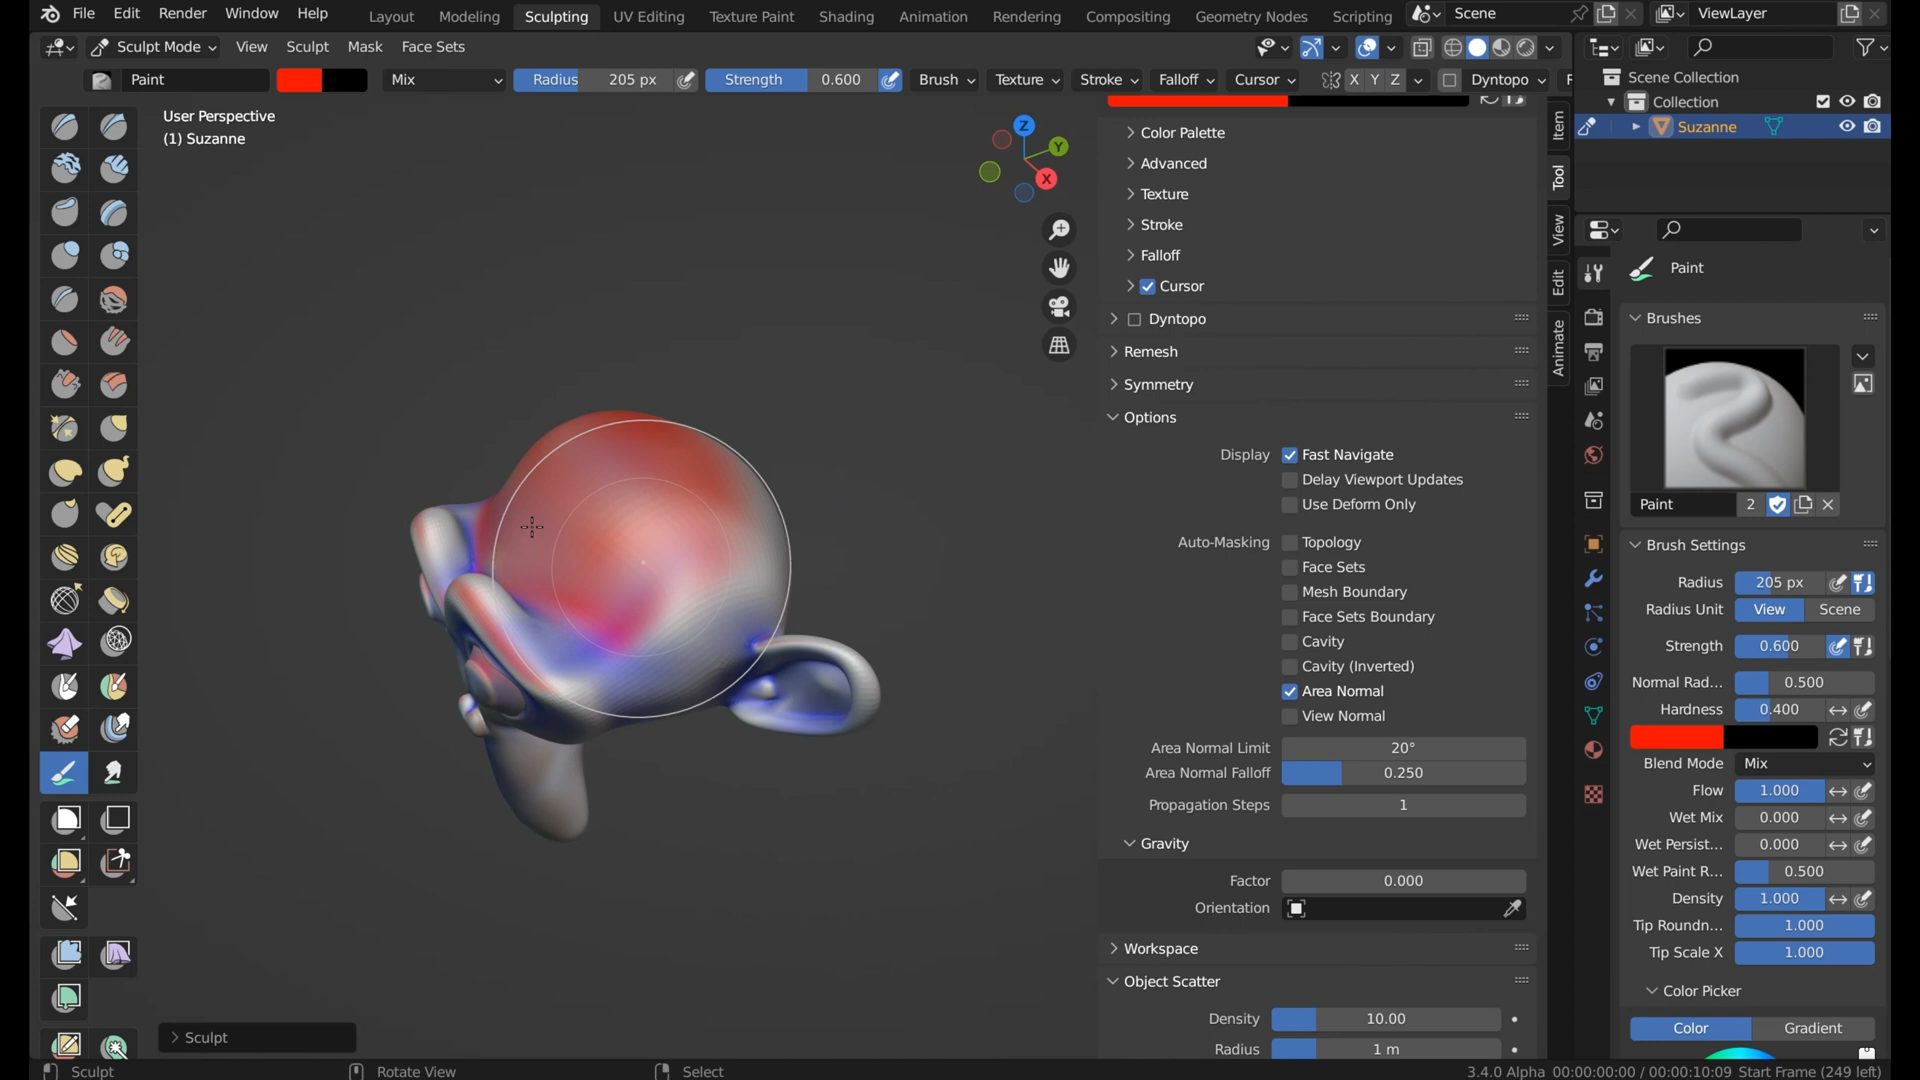 File Edit Render Window Help Layout Modeling Sculpting UV Editing Texture Paint Shading Animation Rendering Compositing Geometry Nodes Scripting Scene ViewLayer
Sculpt Mode View Sculpt Mask Face Sets
Paint Mix Radius 205 px Strength 0.600 Brush Texture Stroke Falloff Cursor X Y Z Dyntopo
User Perspective
(1) Suzanne
Z
Y
X
Color Palette
Advanced
Texture
Stroke
Falloff
Cursor
Dyntopo
Remesh
Symmetry
Options
Display Fast Navigate
Delay Viewport Updates
Use Deform Only
Auto-Masking Topology
Face Sets
Mesh Boundary
Face Sets Boundary
Cavity
Cavity (Inverted)
Area Normal
View Normal
Area Normal Limit 20°
Area Normal Falloff 0.250
Propagation Steps 1
Gravity
Factor 0.000
Orientation
Workspace
Object Scatter
Density 10.00
Radius 1 m
Item
Tool
View
Edit
Animate
Scene Collection
Collection
Suzanne
Paint
Brushes
Paint 2
Brush Settings
Radius 205 px
Radius Unit View Scene
Strength 0.600
Normal Rad... 0.500
Hardness 0.400
Blend Mode Mix
Flow 1.000
Wet Mix 0.000
Wet Persist... 0.000
Wet Paint R... 0.500
Density 1.000
Tip Roundn... 1.000
Tip Scale X 1.000
Color Picker
Color Gradient
Sculpt
Sculpt Rotate View Select 3.4.0 Alpha 00:00:00:00 / 00:00:10:09 Start Frame (249 left)